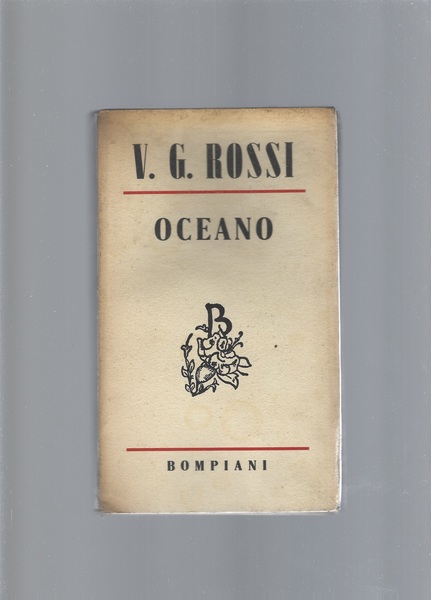 V. G. ROSSI
OCEANO
B
BOMPIANI